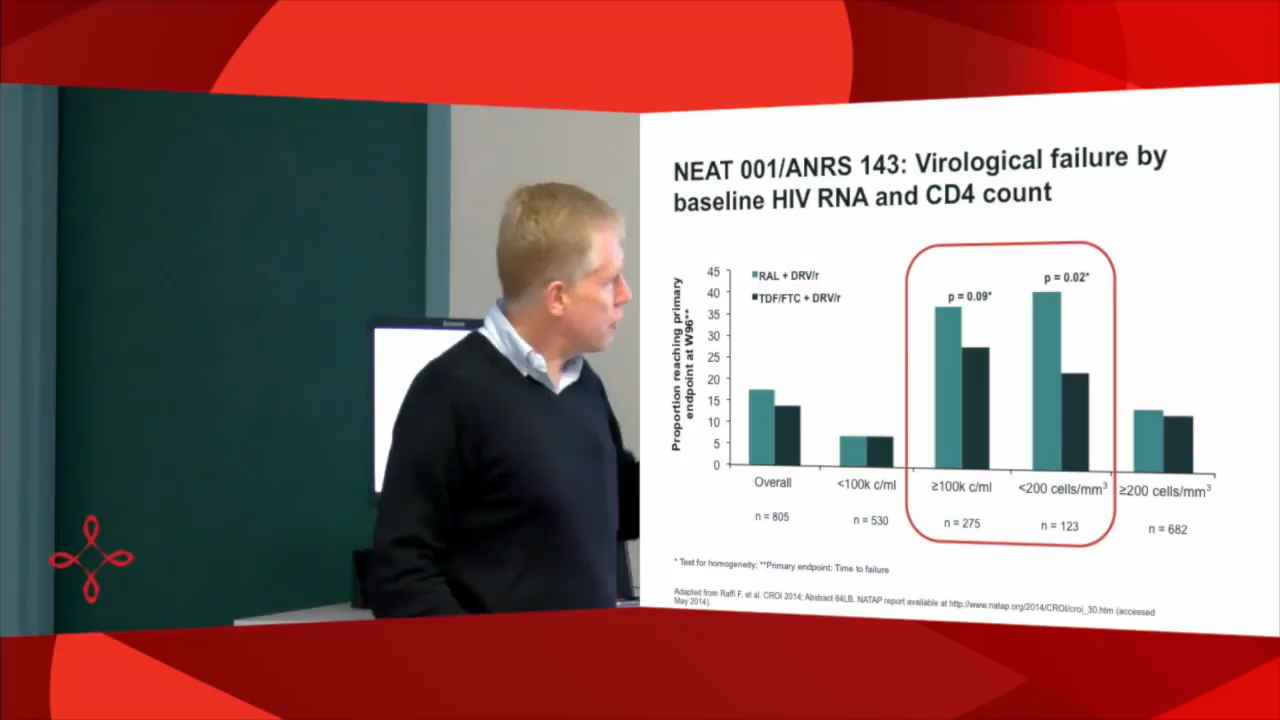 NEAT 001/ANRS 143: Virological failure by
baseline HIV RNA and CD4 count
Proportion reaching primary
endpoint at W96**
45
40
35
30
25
20
15
10
5
0
RAL + DRV/r
TDF/FTC + DRV/r
p = 0.09*
p = 0.02*
Overall
<100k c/ml
≥100k c/ml
<200 cells/mm³
≥200 cells/mm³
n = 805
n = 530
n = 275
n = 123
n = 682
* Test for homogeneity; **Primary endpoint: Time to failure
Adapted from Raffi F. et al. CROI 2014; Abstract 84LB. NATAP report available at http://www.natap.org/2014/CROI/croi_30.htm (accessed
May 2014).